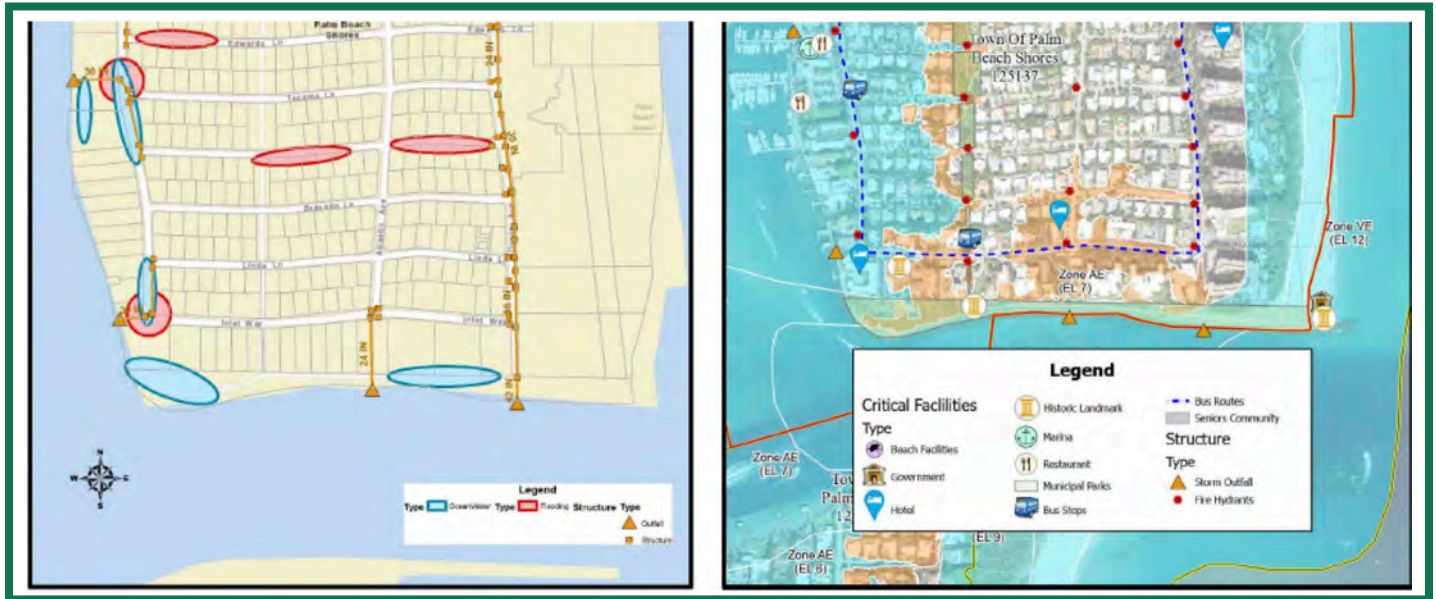 Palm Beach
Shores
Edwards Ln
24 IN
Tacoma Ln
Bravado Ln
Atlantic Ave
Linda Ln
Linda L
Inlet Way
Inlet Way
24 IN
42 IN
N
W
E
S
Legend
Type OceanWater Type Flooding Structure Type
Outfall
Structure
Town Of Palm
Beach Shores
125137
Zone VE
(EL 12)
Zone AE
(EL 7)
Zone AE
(EL 7)
Zone AE
(EL 6)
(EL 9)
Legend
Critical Facilities
Type
Beach Facilities
Government
Hotel
Historic Landmark
Marina
Restaurant
Municipal Parks
Bus Stops
Bus Routes
Seniors Community
Structure
Type
Storm Outfall
Fire Hydrants